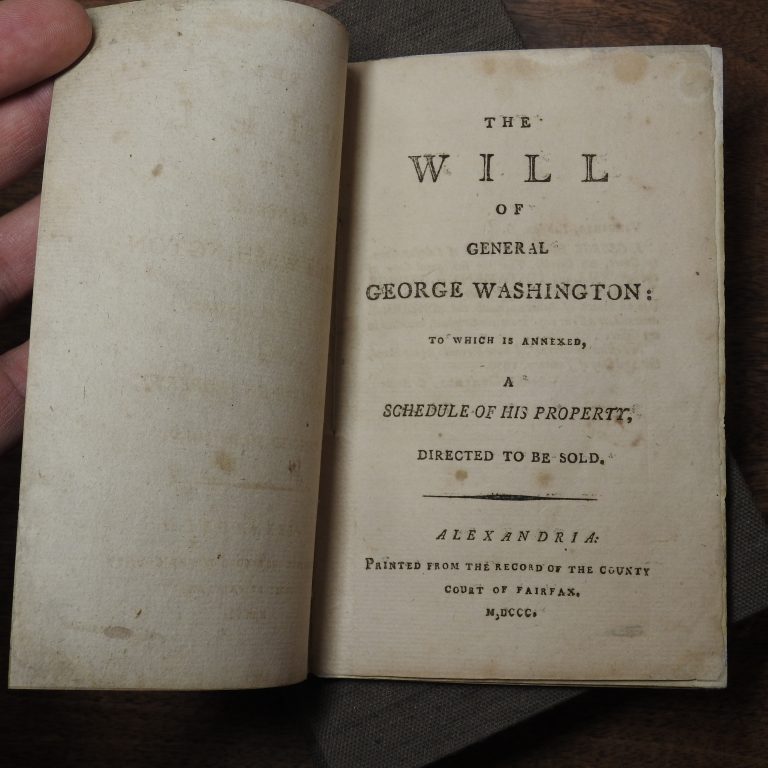 THE
WILL
OF
GENERAL
GEORGE WASHINGTON:
TO WHICH IS ANNEXED,
A
SCHEDULE OF HIS PROPERTY,
DIRECTED TO BE SOLD.
ALEXANDRIA:
PRINTED FROM THE RECORD OF THE COUNTY
COURT OF FAIRFAX.
M,DCCC.